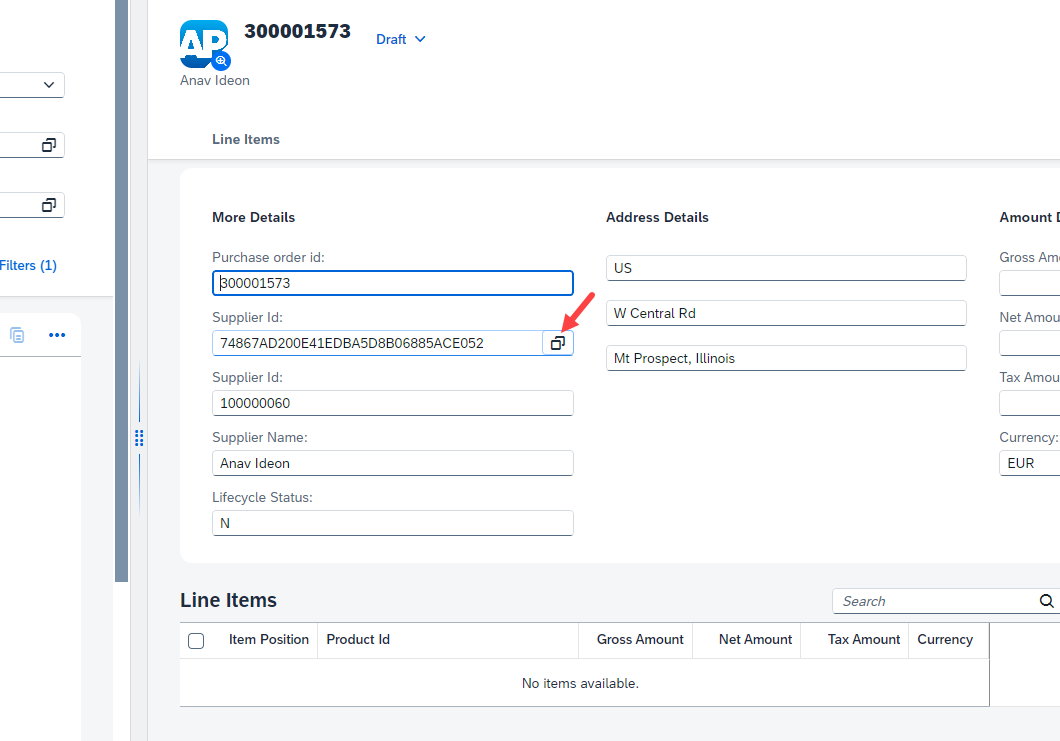 AP
300001573
Draft
Anav Ideon
Line Items
Filters (1)
More Details
Purchase order id:
300001573
Supplier Id:
74867AD200E41EDBA5D8B06885ACE052
Supplier Id:
100000060
Supplier Name:
Anav Ideon
Lifecycle Status:
N
Address Details
US
W Central Rd
Mt Prospect, Illinois
Amount D
Gross Amo
Net Amou
Tax Amou
Currency:
EUR
Line Items
Search
Item Position Product Id Gross Amount Net Amount Tax Amount Currency
No items available.